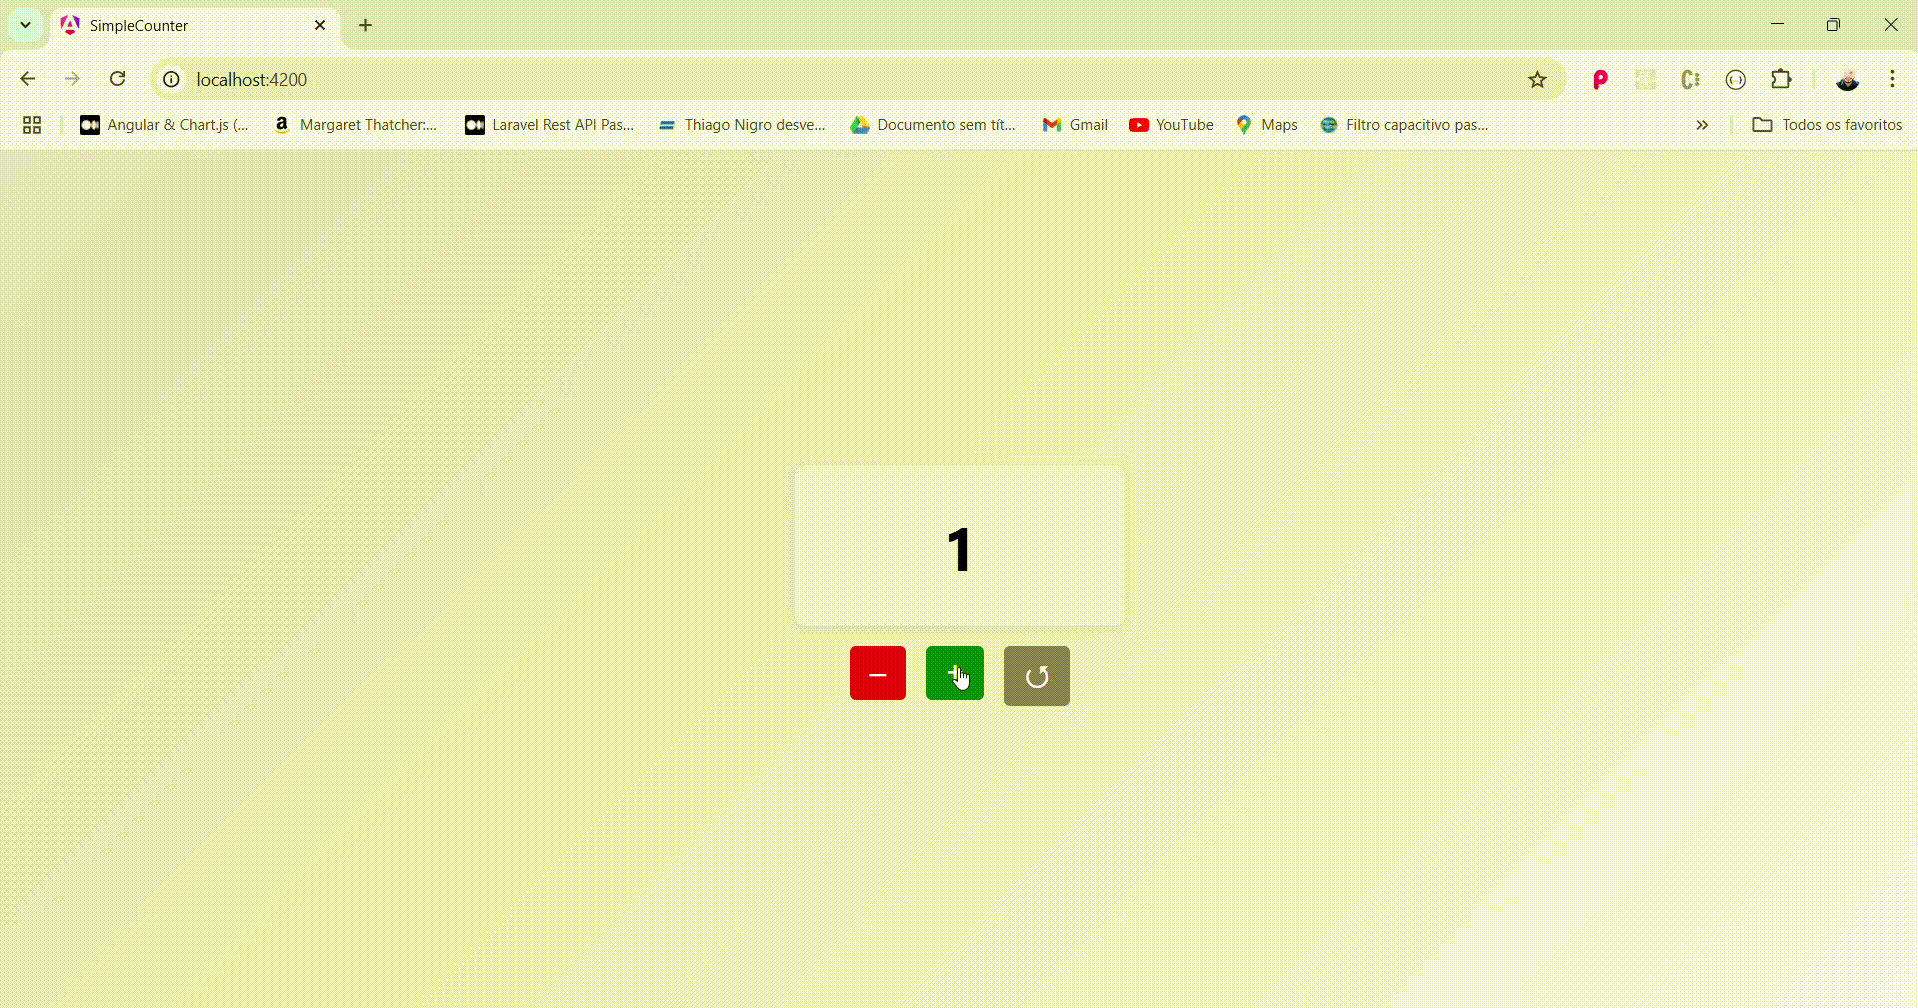 SimpleCounter
localhost:4200
Angular & Chart.js (... Margaret Thatcher:... Laravel Rest API Pas... Thiago Nigro desve... Documento sem tít... Gmail YouTube Maps Filtro capacitivo pas... » Todos os favoritos
1